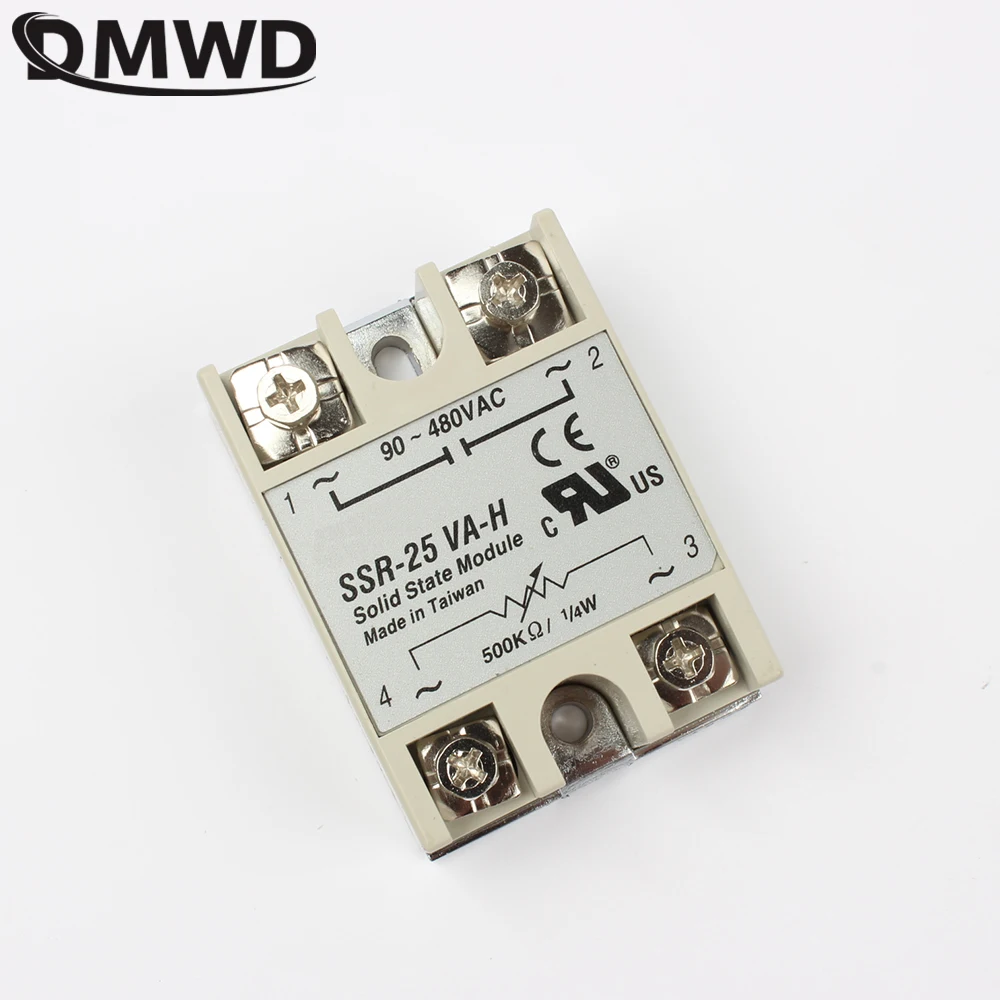 DMWD
2
~
90 ~ 480VAC
1 ~
CE
c RU ® US
SSR-25 VA-H
Solid State Module
Made in Taiwan
3
~
500KΩ/ 1/4W
4 ~